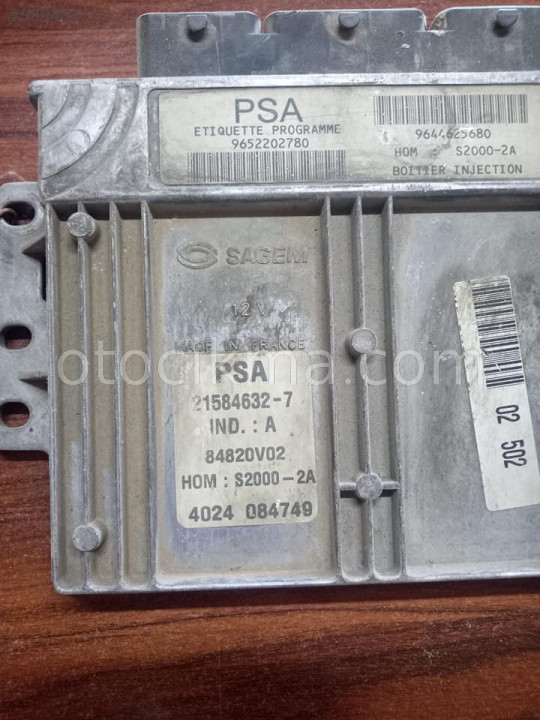 PSA
ETIQUETTE PROGRAMME
9652202780
9644625680
HOM : S2000-2A
BOITIER INJECTION
SAGEM
12 V
MADE IN FRANCE
otocikma.com
PSA
21584632-7
IND. : A
84820V02
HOM : S2000-2A
4024 084749
02 502